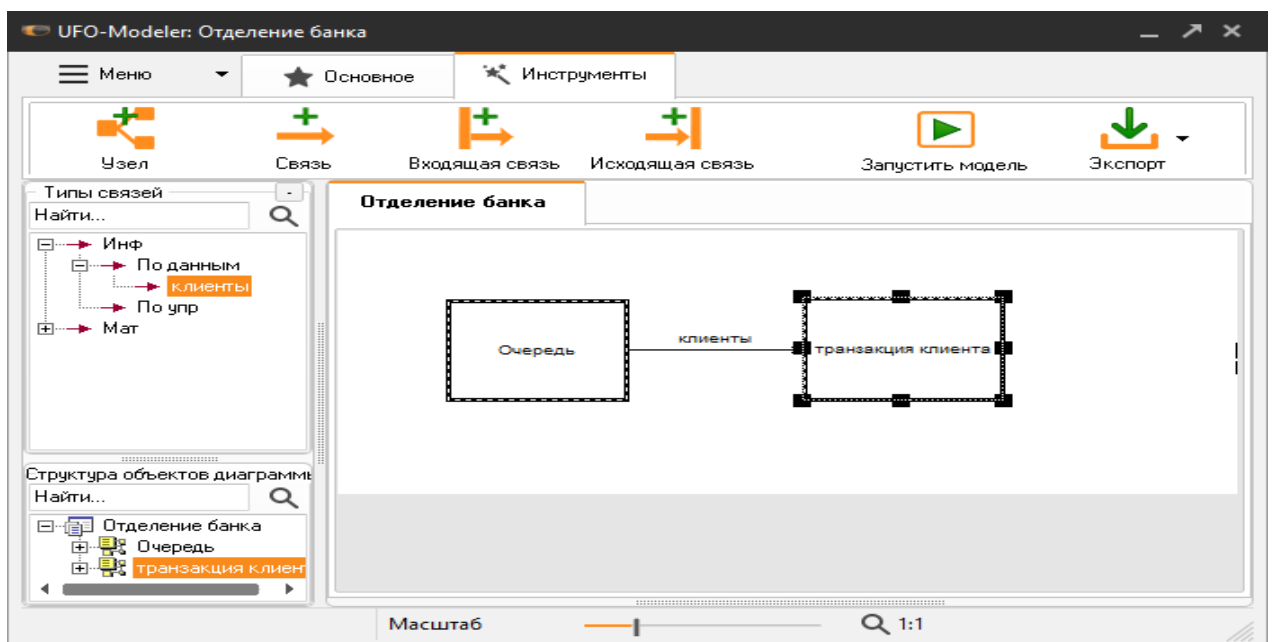 UFO-Modeler: Отделение банка
Меню
Основное
Инструменты
Узел
Связь
Входящая связь
Исходящая связь
Запустить модель
Экспорт
Типы связей
Найти...
Инф
По данным
клиенты
По упр
Мат
Структура объектов диаграммы
Найти...
Отделение банка
Очередь
транзакция клиен
Отделение банка
Очередь
клиенты
транзакция клиента
Масштаб
1:1